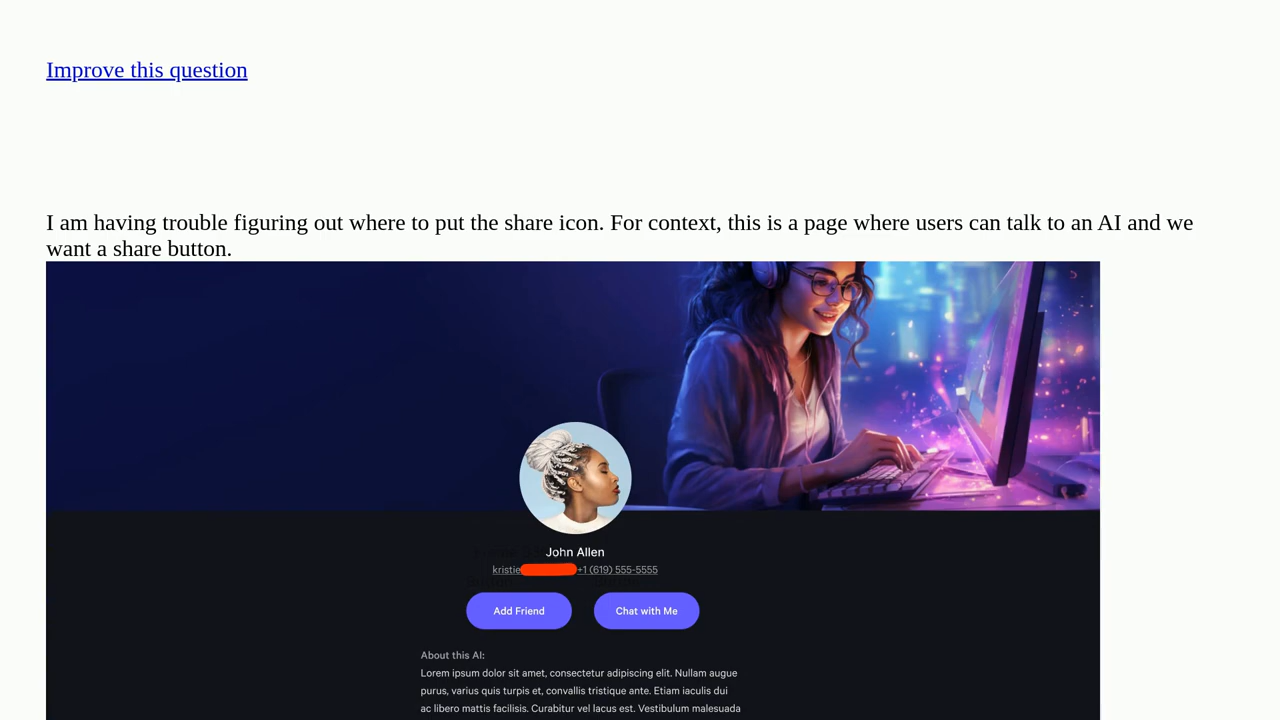 Improve this question
I am having trouble figuring out where to put the share icon. For context, this is a page where users can talk to an AI and we
want a share button.
John Allen
kristie +1 (619) 555-5555
Add Friend Chat with Me
About this AI:
Lorem ipsum dolor sit amet, consectetur adipiscing elit. Nullam augue
purus, varius quis turpis et, convallis tristique ante. Etiam iaculis dui
ac libero mattis facilisis. Curabitur vel lacus est. Vestibulum malesuada